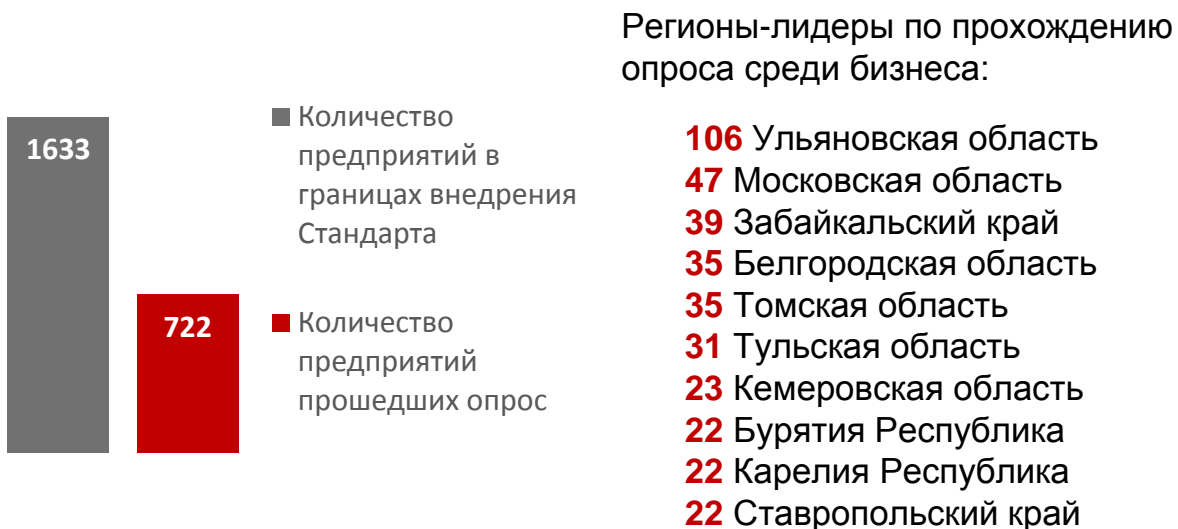 Регионы-лидеры по прохождению
опроса среди бизнеса:
1633
722
Количество
предприятий в
границах внедрения
Стандарта
Количество
предприятий
прошедших опрос
106 Ульяновская область
47 Московская область
39 Забайкальский край
35 Белгородская область
35 Томская область
31 Тульская область
23 Кемеровская область
22 Бурятия Республика
22 Карелия Республика
22 Ставропольский край